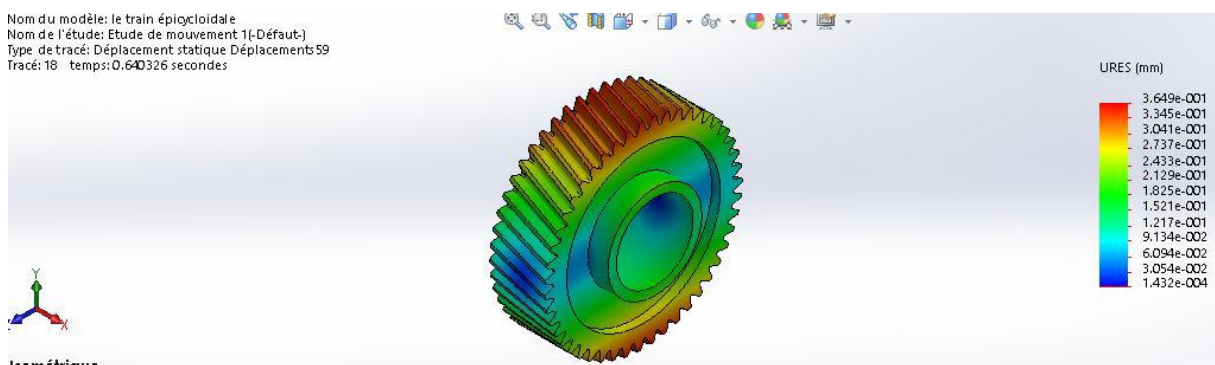 Nom du modèle: le train épicycloidale
Nom de l'étude: Etude de mouvement 1(-Défaut-)
Type de tracé: Déplacement statique Déplacements59
Tracé: 18 temps: 0.640326 secondes
URES (mm)
3.649e-001
3.345e-001
3.041e-001
2.737e-001
2.433e-001
2.129e-001
1.825e-001
1.521e-001
1.217e-001
9.134e-002
6.094e-002
3.054e-002
1.432e-004
Y
X
Isométrique